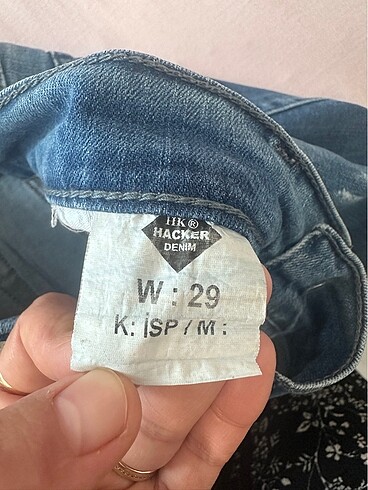 HK®
HACKER
DENIM
W : 29
K: İSP / M :